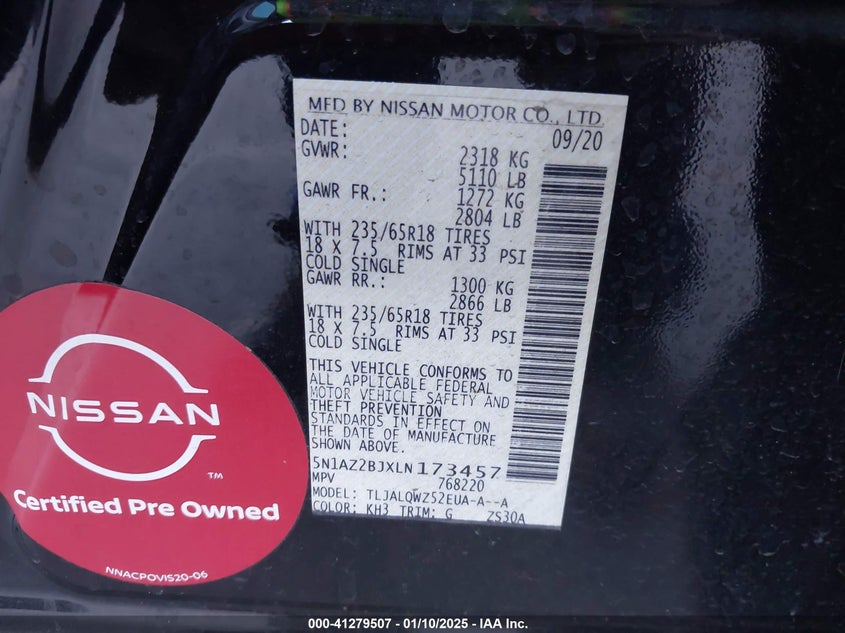 MFD BY NISSAN MOTOR CO., LTD.
DATE: 09/20
GVWR: 2318 KG
5110 LB
GAWR FR.: 1272 KG
2804 LB
WITH 235/65R18 TIRES
18 X 7.5 RIMS AT 33 PSI
COLD SINGLE
GAWR RR.: 1300 KG
2866 LB
WITH 235/65R18 TIRES
18 X 7.5 RIMS AT 33 PSI
COLD SINGLE
THIS VEHICLE CONFORMS TO
ALL APPLICABLE FEDERAL
MOTOR VEHICLE SAFETY AND
THEFT PREVENTION
STANDARDS IN EFFECT ON
THE DATE OF MANUFACTURE
SHOWN ABOVE.
5N1AZ2BJXLN173457
MPV 768220
MODEL: TLJALQWZ52EUA-A--A
COLOR: KH3 TRIM: G ZS30A
NISSAN
TM
Certified Pre Owned
NNACPOVIS20-06
000-41279507 - 01/10/2025 - IAA Inc.